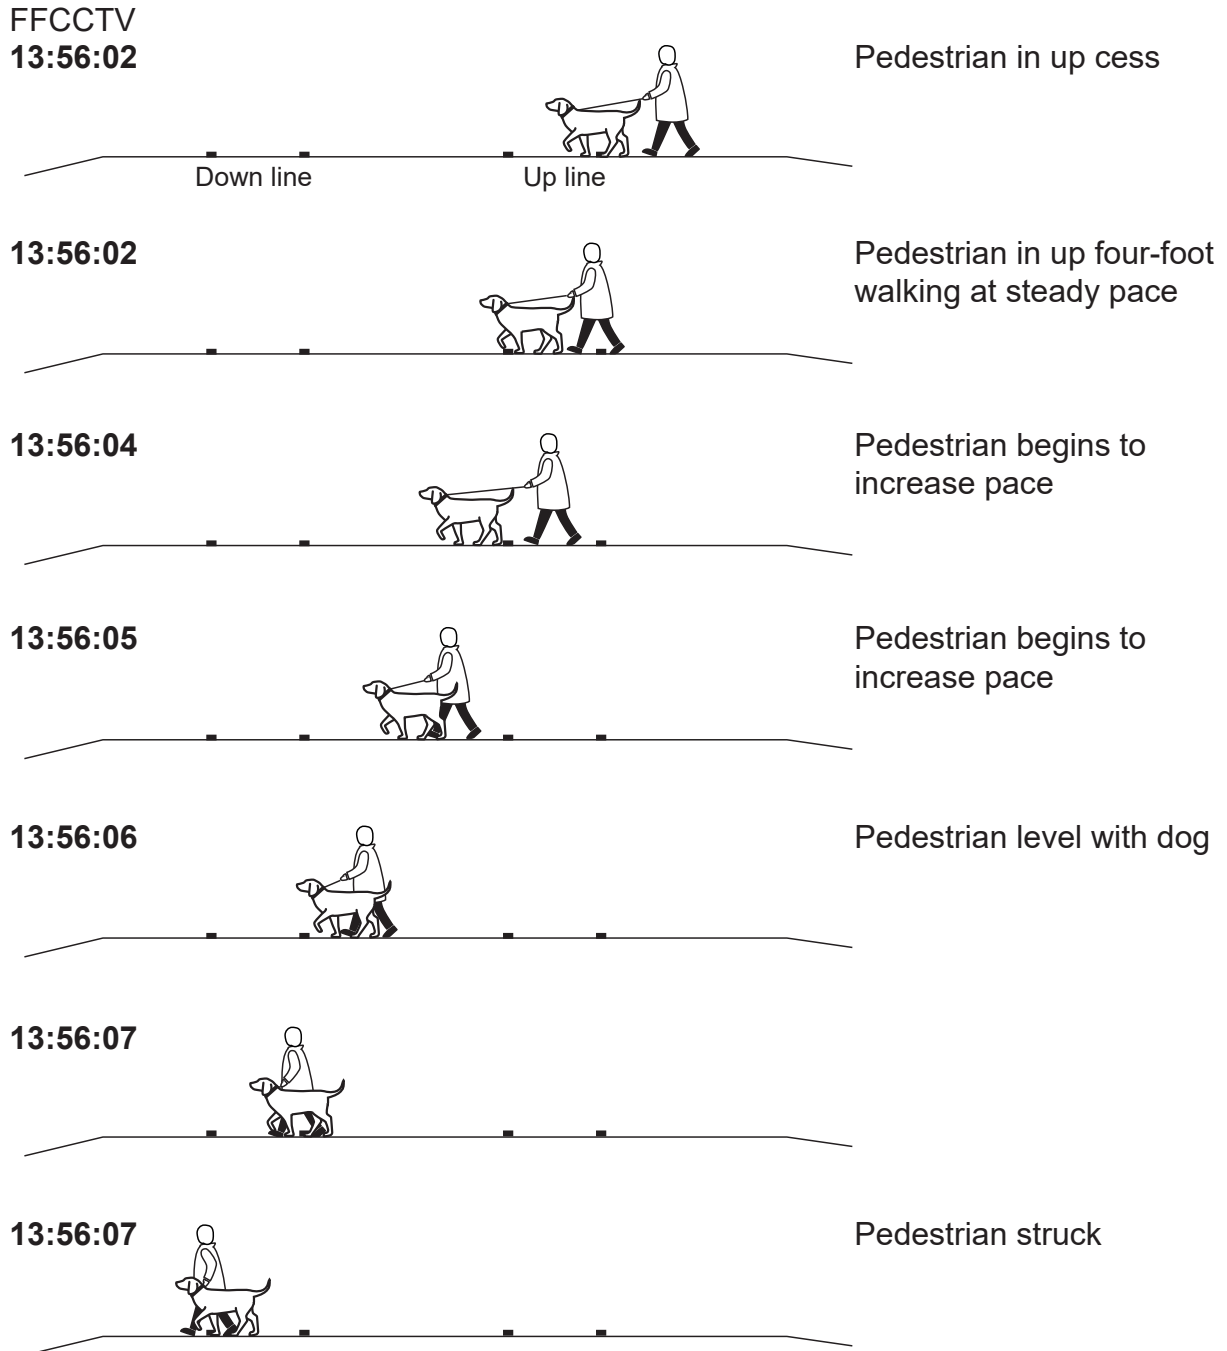 FFCCTV
13:56:02
Pedestrian in up cess
Down line
Up line
13:56:02
Pedestrian in up four-foot
walking at steady pace
13:56:04
Pedestrian begins to
increase pace
13:56:05
Pedestrian begins to
increase pace
13:56:06
Pedestrian level with dog
13:56:07
13:56:07
Pedestrian struck